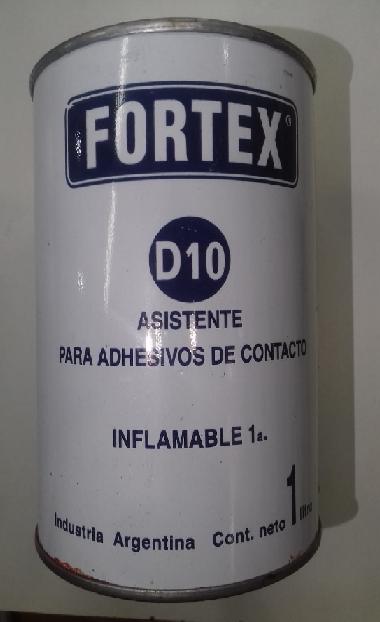 FORTEX®
D10
ASISTENTE
PARA ADHESIVOS DE CONTACTO
INFLAMABLE 1a.
Industria Argentina Cont. neto 1 litro